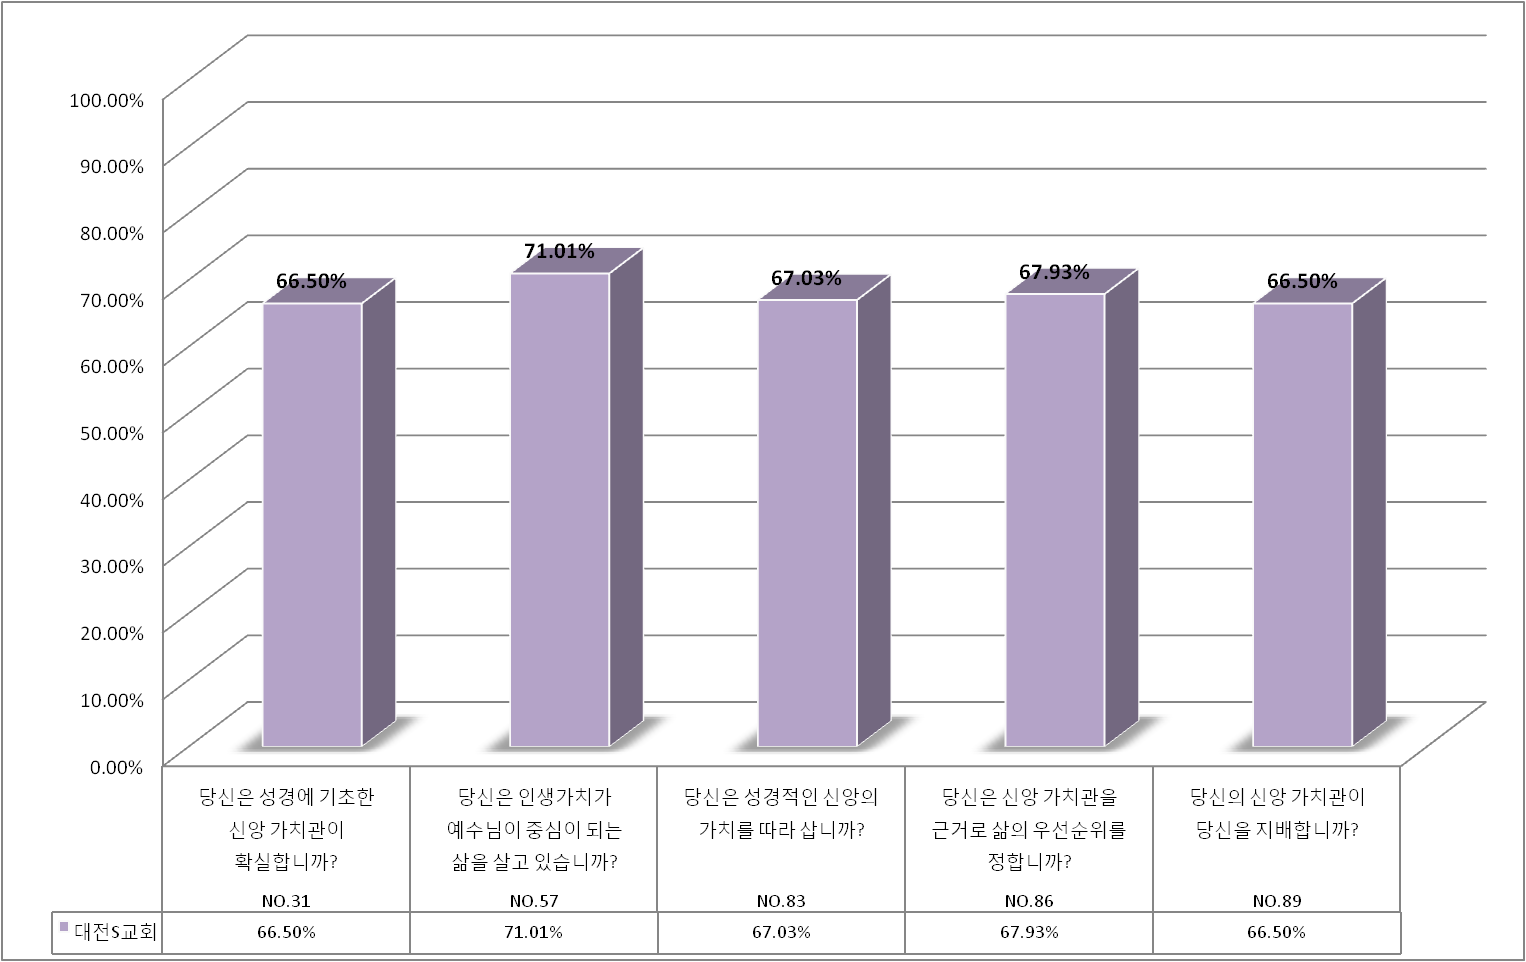 100.00%
90.00%
80.00%
70.00%
60.00%
50.00%
40.00%
30.00%
20.00%
10.00%
0.00%
66.50%
71.01%
67.03%
67.93%
66.50%
당신은 성경에 기초한
신앙 가치관이
확실합니까?
NO.31
당신은 인생가치가
예수님이 중심이 되는
삶을 살고 있습니까?
NO.57
당신은 성경적인 신앙의
가치를 따라 삽니까?
NO.83
당신은 신앙 가치관을
근거로 삶의 우선순위를
정합니까?
NO.86
당신의 신앙 가치관이
당신을 지배합니까?
NO.89
대전S교회 66.50% 71.01% 67.03% 67.93% 66.50%